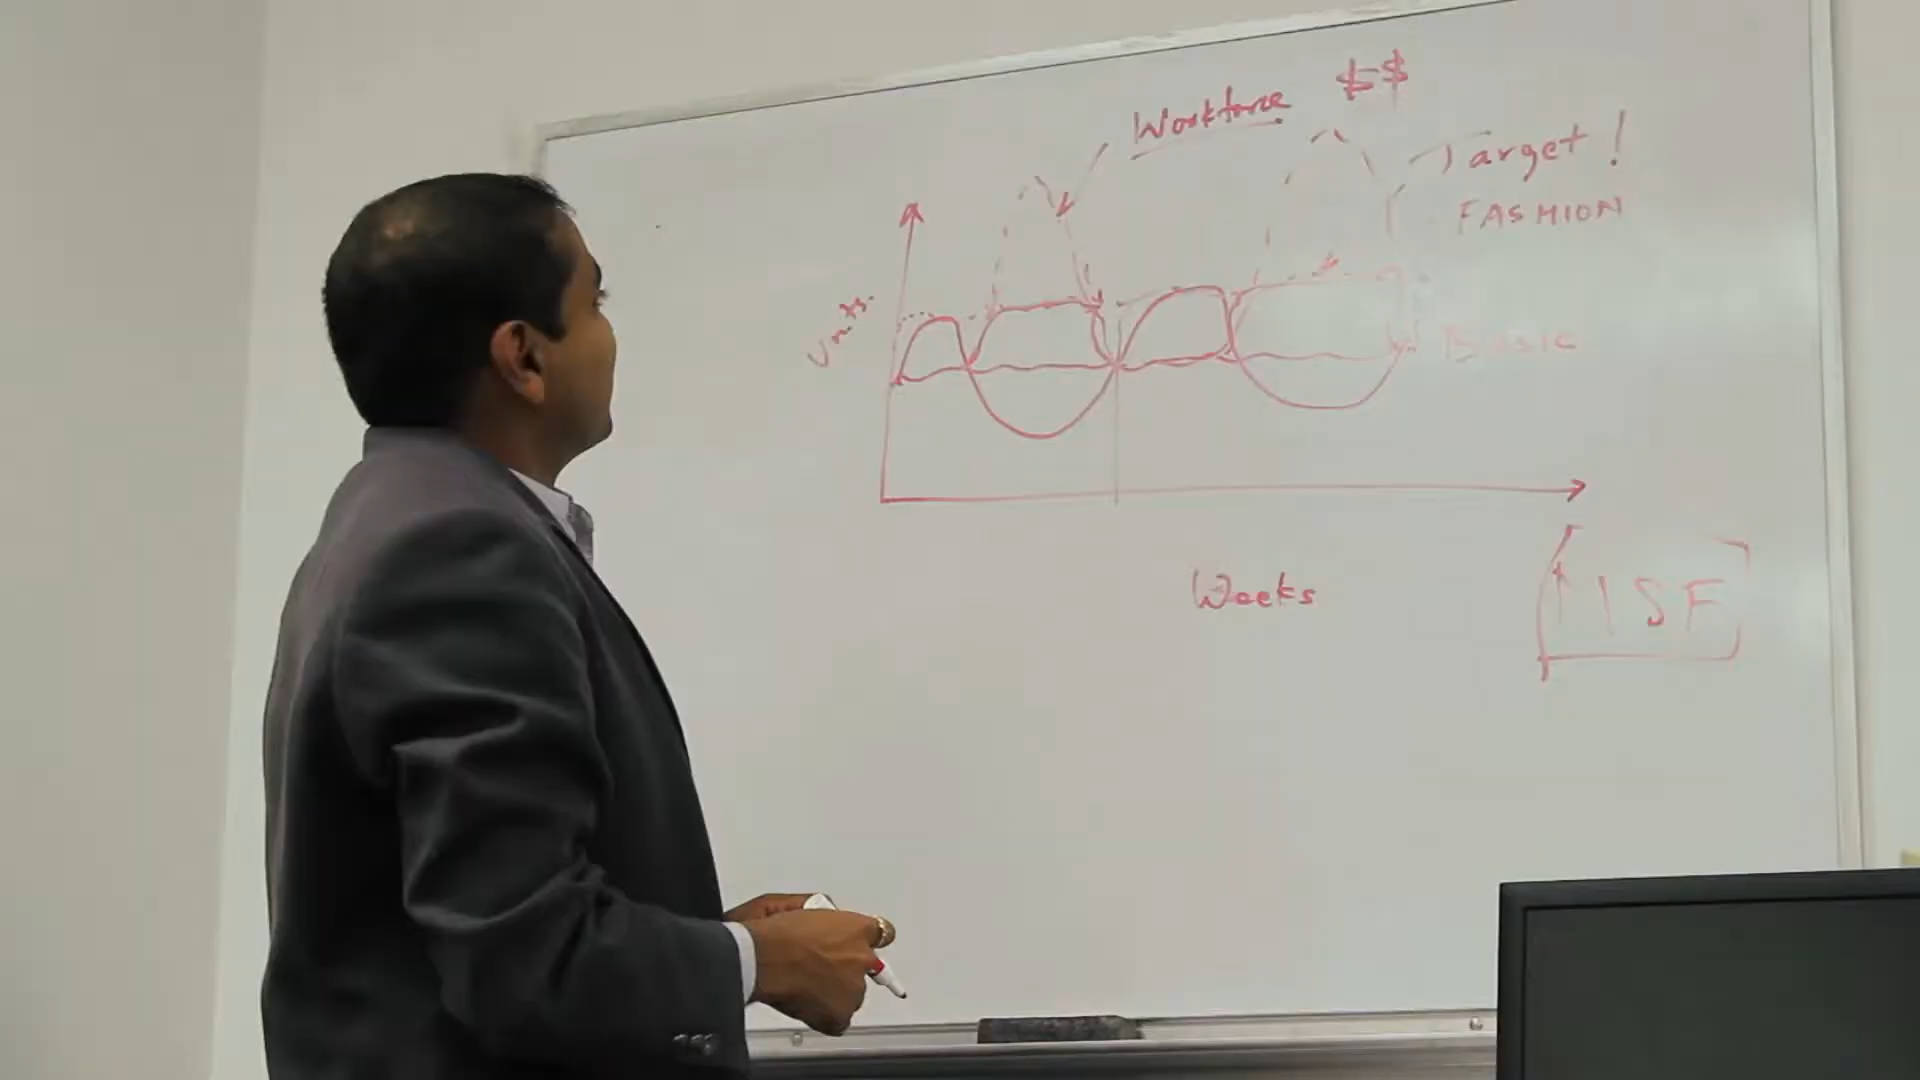 Workforce $$
Target!
FASHION
Units
Basic
Weeks
↑ ISF